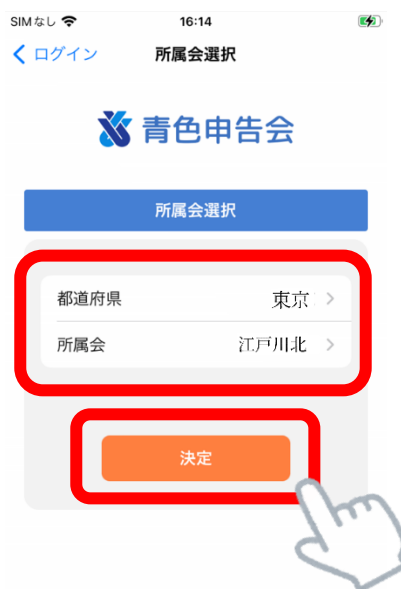 SIMなし 16:14
ログイン 所属会選択
青色申告会
所属会選択
都道府県 東京
所属会 江戸川北
決定